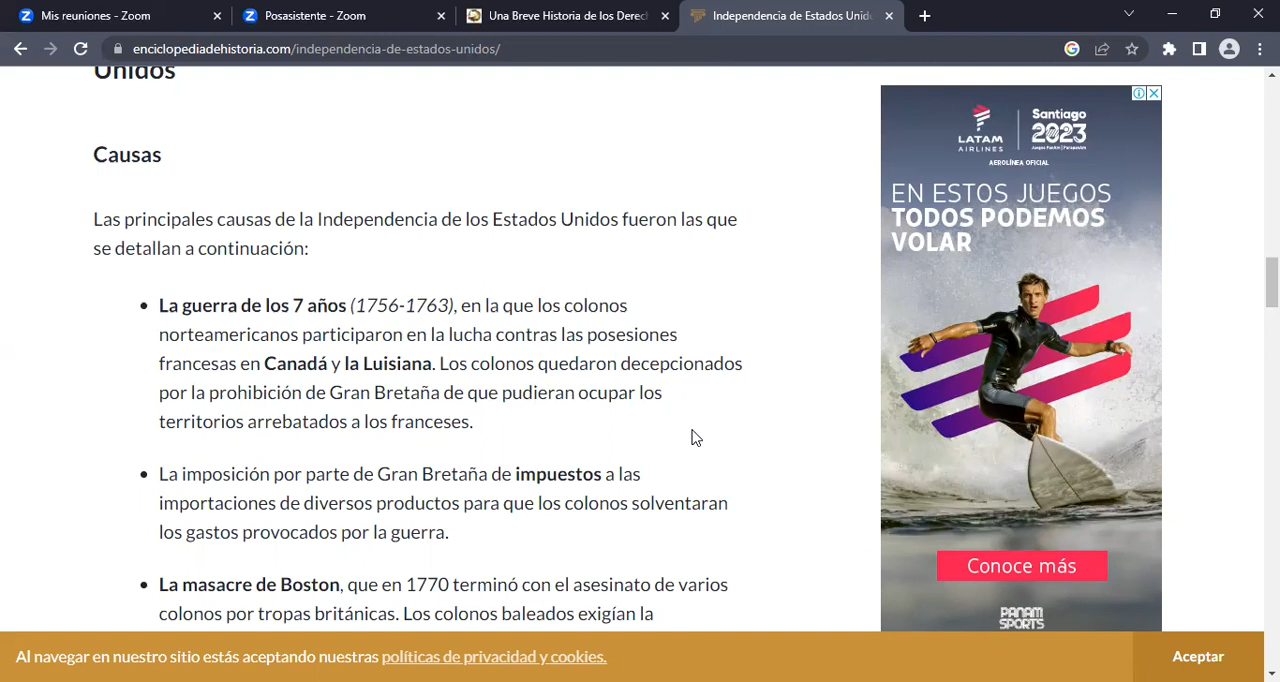 Mis reuniones - Zoom
Posasistente - Zoom
Una Breve Historia de los Derech
Independencia de Estados Unido
enciclopediadehistoria.com/independencia-de-estados-unidos/
Unidos
Causas
Las principales causas de la Independencia de los Estados Unidos fueron las que
se detallan a continuación:
La guerra de los 7 años (1756-1763), en la que los colonos
norteamericanos participaron en la lucha contras las posesiones
francesas en Canadá y la Luisiana. Los colonos quedaron decepcionados
por la prohibición de Gran Bretaña de que pudieran ocupar los
territorios arrebatados a los franceses.
La imposición por parte de Gran Bretaña de impuestos a las
importaciones de diversos productos para que los colonos solventaran
los gastos provocados por la guerra.
La masacre de Boston, que en 1770 terminó con el asesinato de varios
colonos por tropas británicas. Los colonos baleados exigían la
LATAM
AIRLINES
Santiago
2023
AEROLÍNEA OFICIAL
EN ESTOS JUEGOS
TODOS PODEMOS
VOLAR
Conoce más
PANAM
SPORTS
Al navegar en nuestro sitio estás aceptando nuestras políticas de privacidad y cookies.
Aceptar